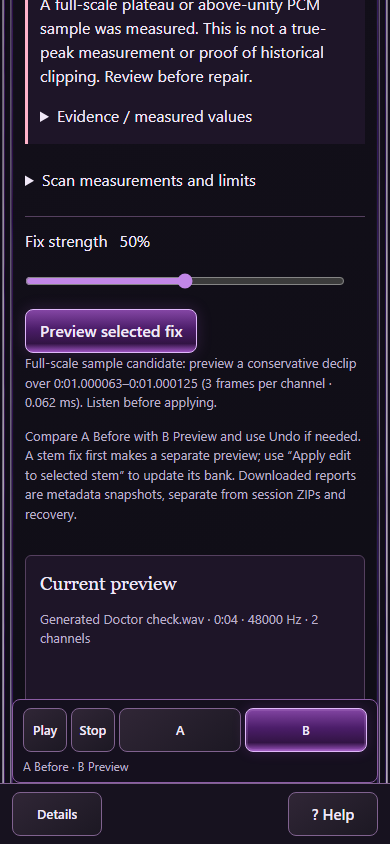 A full-scale plateau or above-unity PCM
sample was measured. This is not a true-
peak measurement or proof of historical
clipping. Review before repair.
▶ Evidence / measured values
▶ Scan measurements and limits
Fix strength 50%
Preview selected fix
Full-scale sample candidate: preview a conservative declip
over 0:01.000063–0:01.000125 (3 frames per channel ·
0.062 ms). Listen before applying.
Compare A Before with B Preview and use Undo if needed.
A stem fix first makes a separate preview; use “Apply edit
to selected stem” to update its bank. Downloaded reports
are metadata snapshots, separate from session ZIPs and
recovery.
Current preview
Generated Doctor check.wav · 0:04 · 48000 Hz · 2
channels
Play Stop A B
A Before · B Preview
Details ? Help